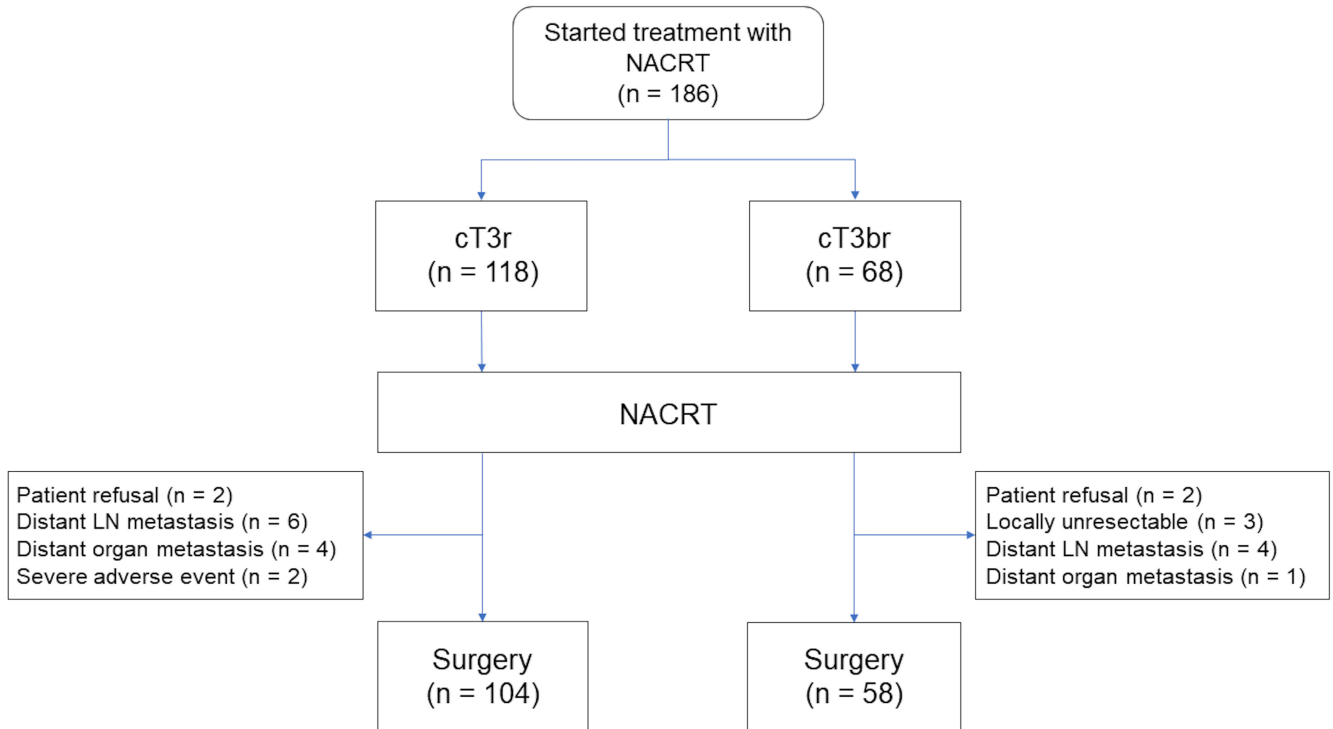 Started treatment with
NACRT
(n = 186)
cT3r
(n = 118)
cT3br
(n = 68)
NACRT
Patient refusal (n = 2)
Distant LN metastasis (n = 6)
Distant organ metastasis (n = 4)
Severe adverse event (n = 2)
Patient refusal (n = 2)
Locally unresectable (n = 3)
Distant LN metastasis (n = 4)
Distant organ metastasis (n = 1)
Surgery
(n = 104)
Surgery
(n = 58)